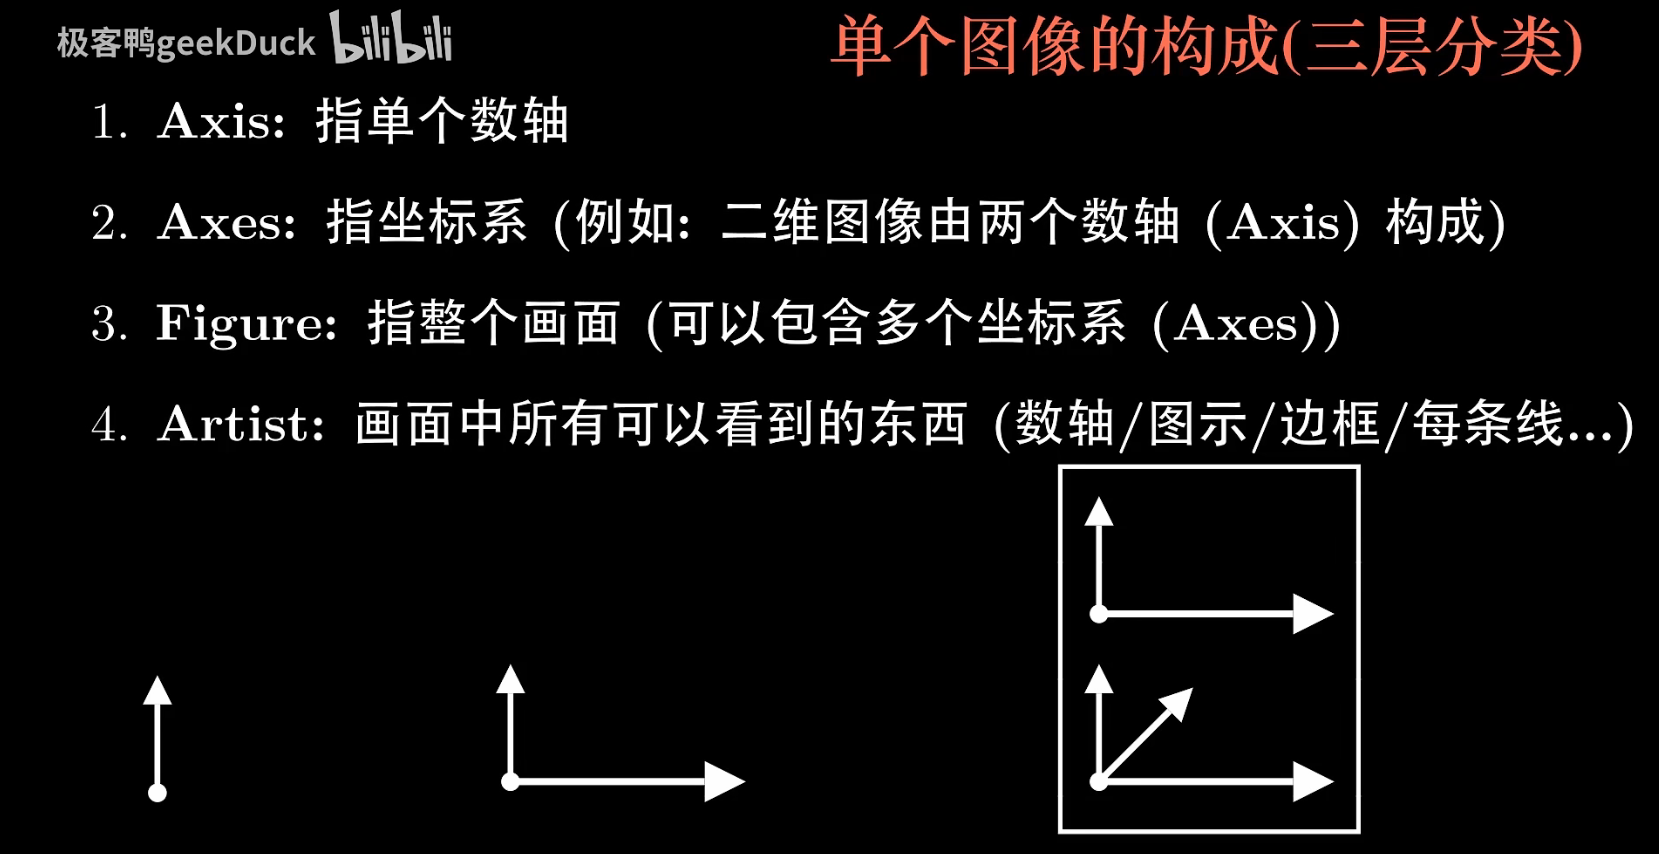 极客鸭geekDuck bilibili
单个图像的构成(三层分类)
1. Axis: 指单个数轴
2. Axes: 指坐标系 (例如: 二维图像由两个数轴 (Axis) 构成)
3. Figure: 指整个画面 (可以包含多个坐标系 (Axes))
4. Artist: 画面中所有可以看到的东西 (数轴/图示/边框/每条线...)